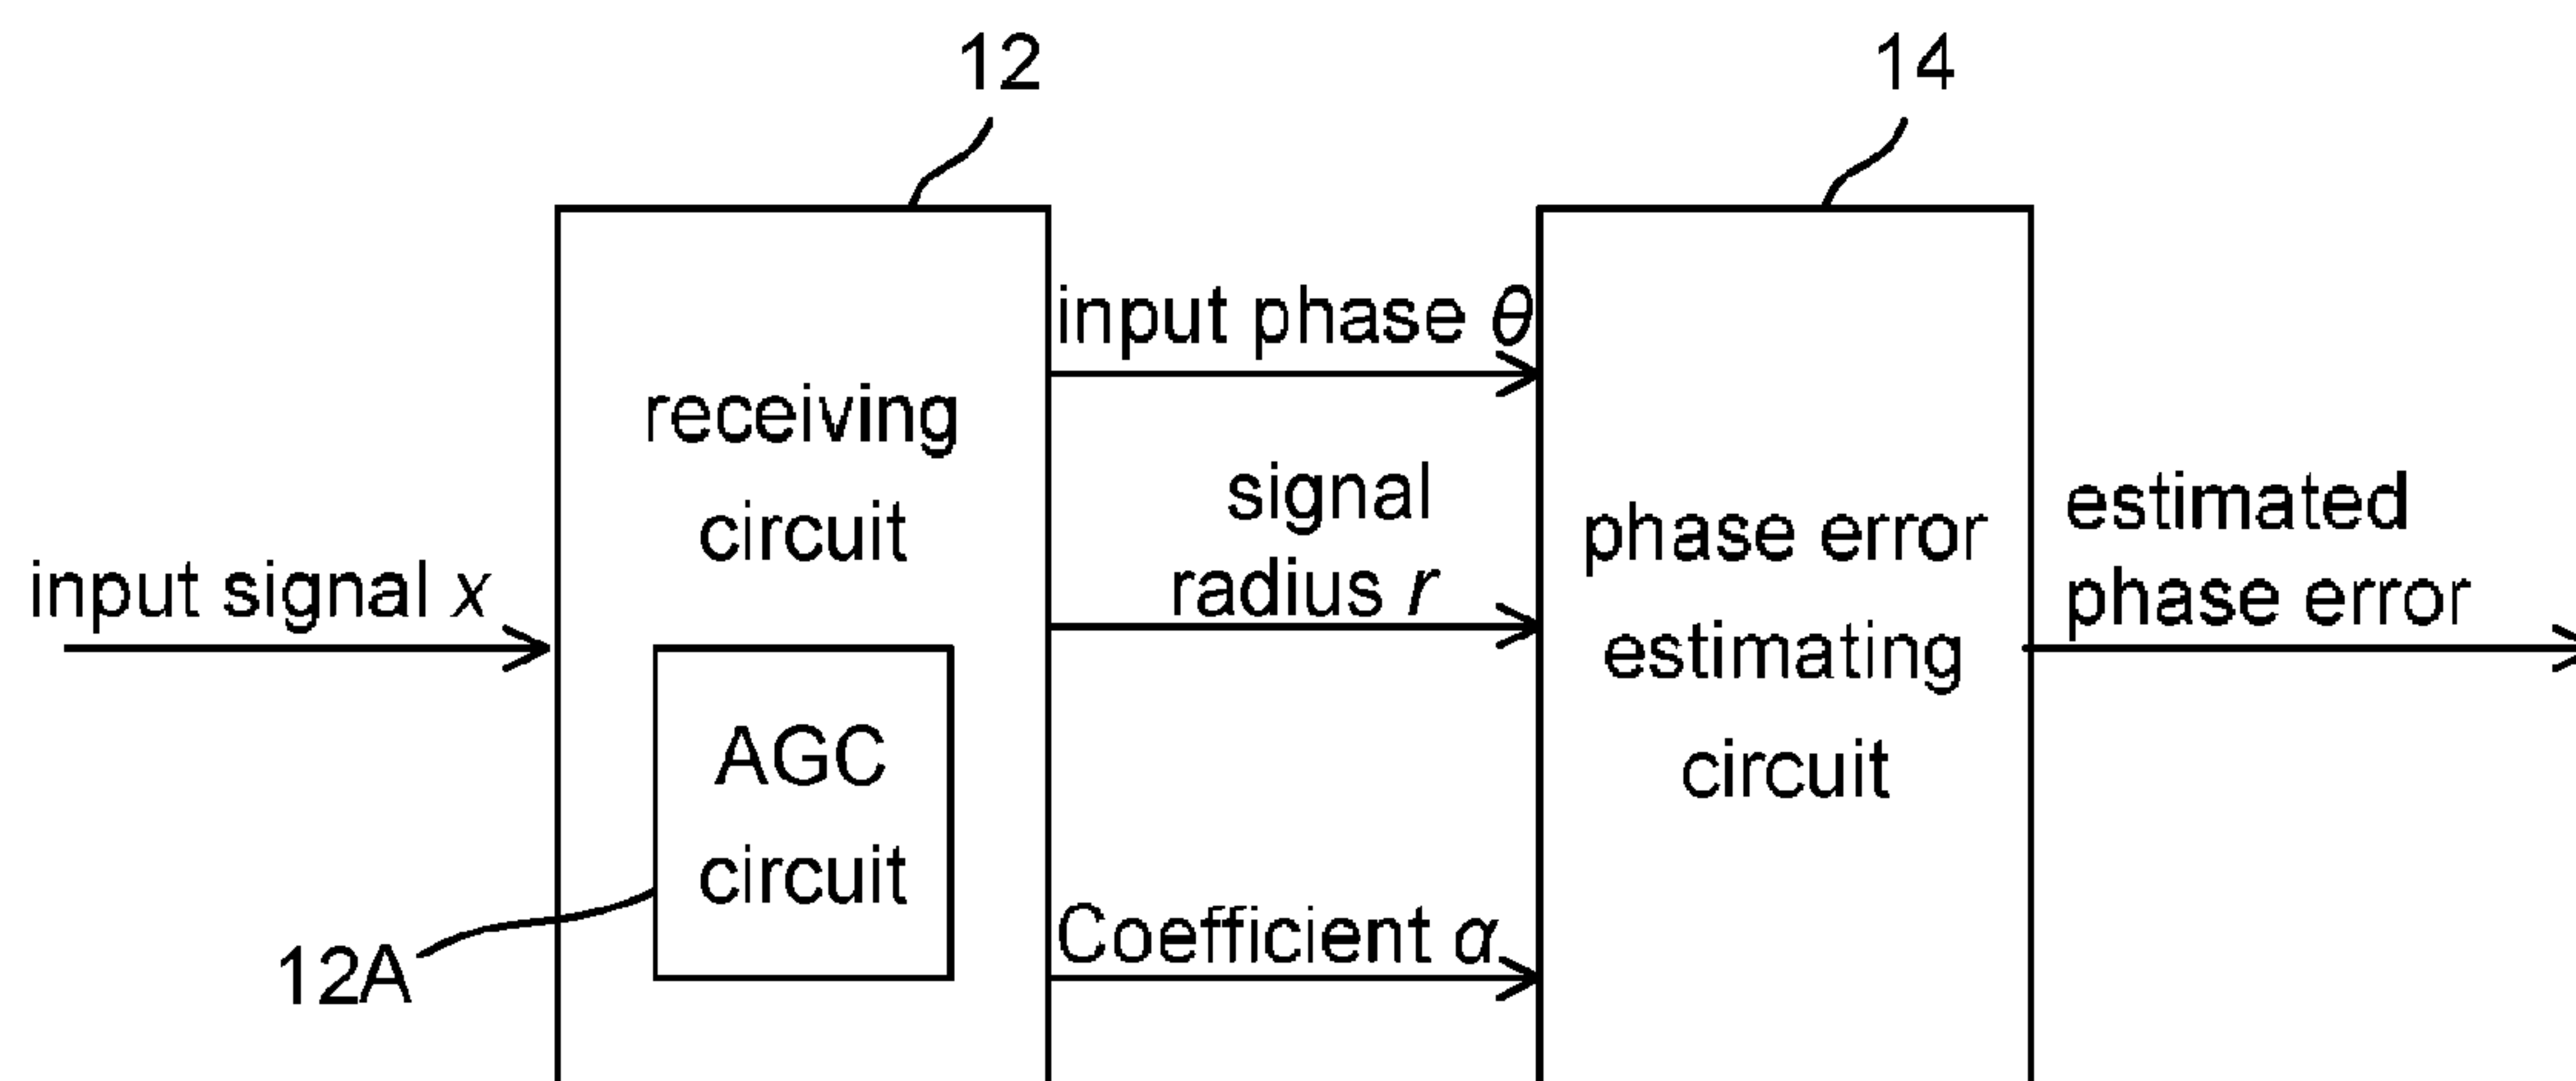 12
14
input phase θ
receiving
circuit
signal
radius r
phase error
estimating
circuit
estimated
phase error
input signal x
AGC
circuit
Coefficient α
12A